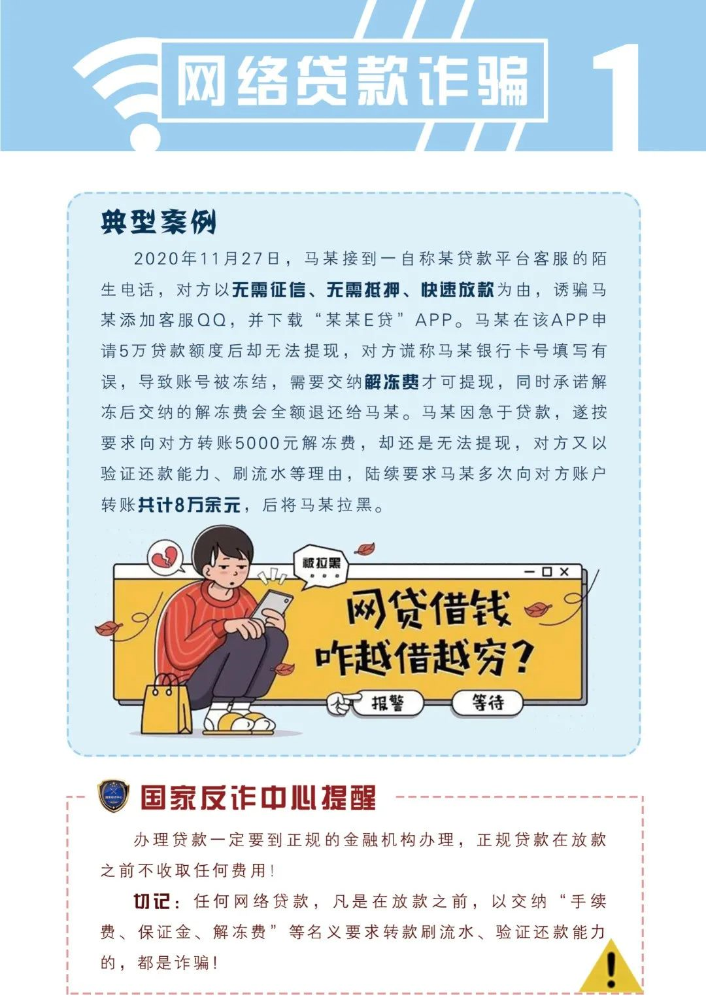 网络贷款诈骗
1
典型案例
2020年11月27日，马某接到一自称某贷款平台客服的陌
生电话，对方以无需征信、无需抵押、快速放款为由，诱骗马
某添加客服QQ，并下载“某某E贷”APP。马某在该APP申
请5万贷款额度后却无法提现，对方谎称马某银行卡号填写有
误，导致账号被冻结，需要交纳解冻费才可提现，同时承诺解
冻后交纳的解冻费会全额退还给马某。马某因急于贷款，遂按
要求向对方转账5000元解冻费，却还是无法提现，对方又以
验证还款能力、刷流水等理由，陆续要求马某多次向对方账户
转账共计8万余元，后将马某拉黑。
被拉黑
...
网贷借钱
咋越借越穷？
报警
等待
国家反诈中心
国家反诈中心提醒
办理贷款一定要到正规的金融机构办理，正规贷款在放款
之前不收取任何费用！
切记：任何网络贷款，凡是在放款之前，以交纳“手续
费、保证金、解冻费”等名义要求转款刷流水、验证还款能力
的，都是诈骗！